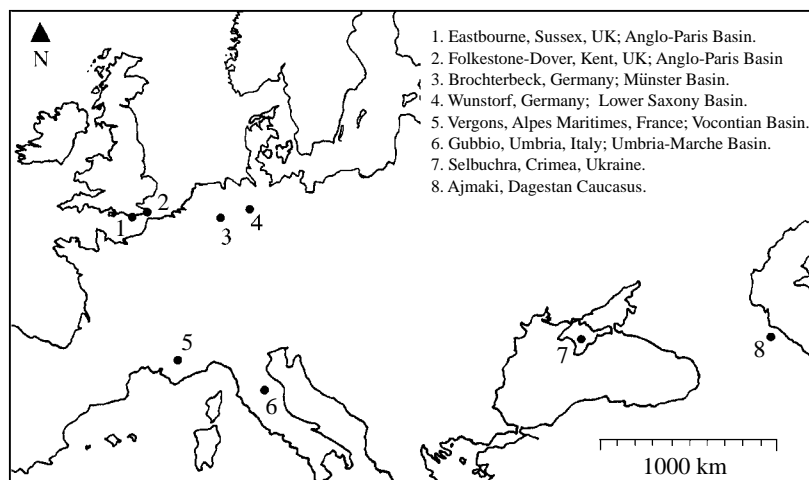 N
1. Eastbourne, Sussex, UK; Anglo-Paris Basin.
2. Folkestone-Dover, Kent, UK; Anglo-Paris Basin
3. Brochterbeck, Germany; Münster Basin.
4. Wunstorf, Germany; Lower Saxony Basin.
5. Vergons, Alpes Maritimes, France; Vocontian Basin.
6. Gubbio, Umbria, Italy; Umbria-Marche Basin.
7. Selbuchra, Crimea, Ukraine.
8. Ajmaki, Dagestan Caucasus.
2
1
3
4
5
6
7
8
1000 km